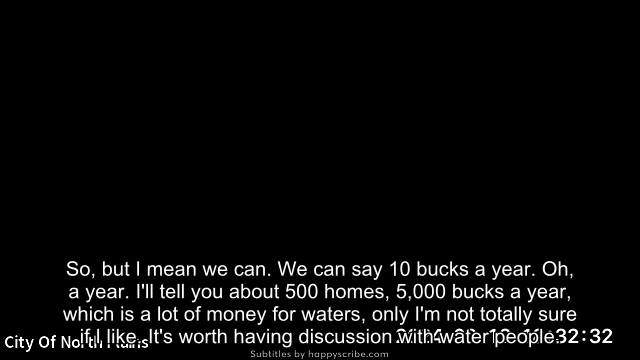 So, but I mean we can. We can say 10 bucks a year. Oh,
a year. I'll tell you about 500 homes, 5,000 bucks a year,
which is a lot of money for waters, only I'm not totally sure
if I like. It's worth having discussion with water people.
City Of North Plains
:32:32
Subtitles by happyscribe.com